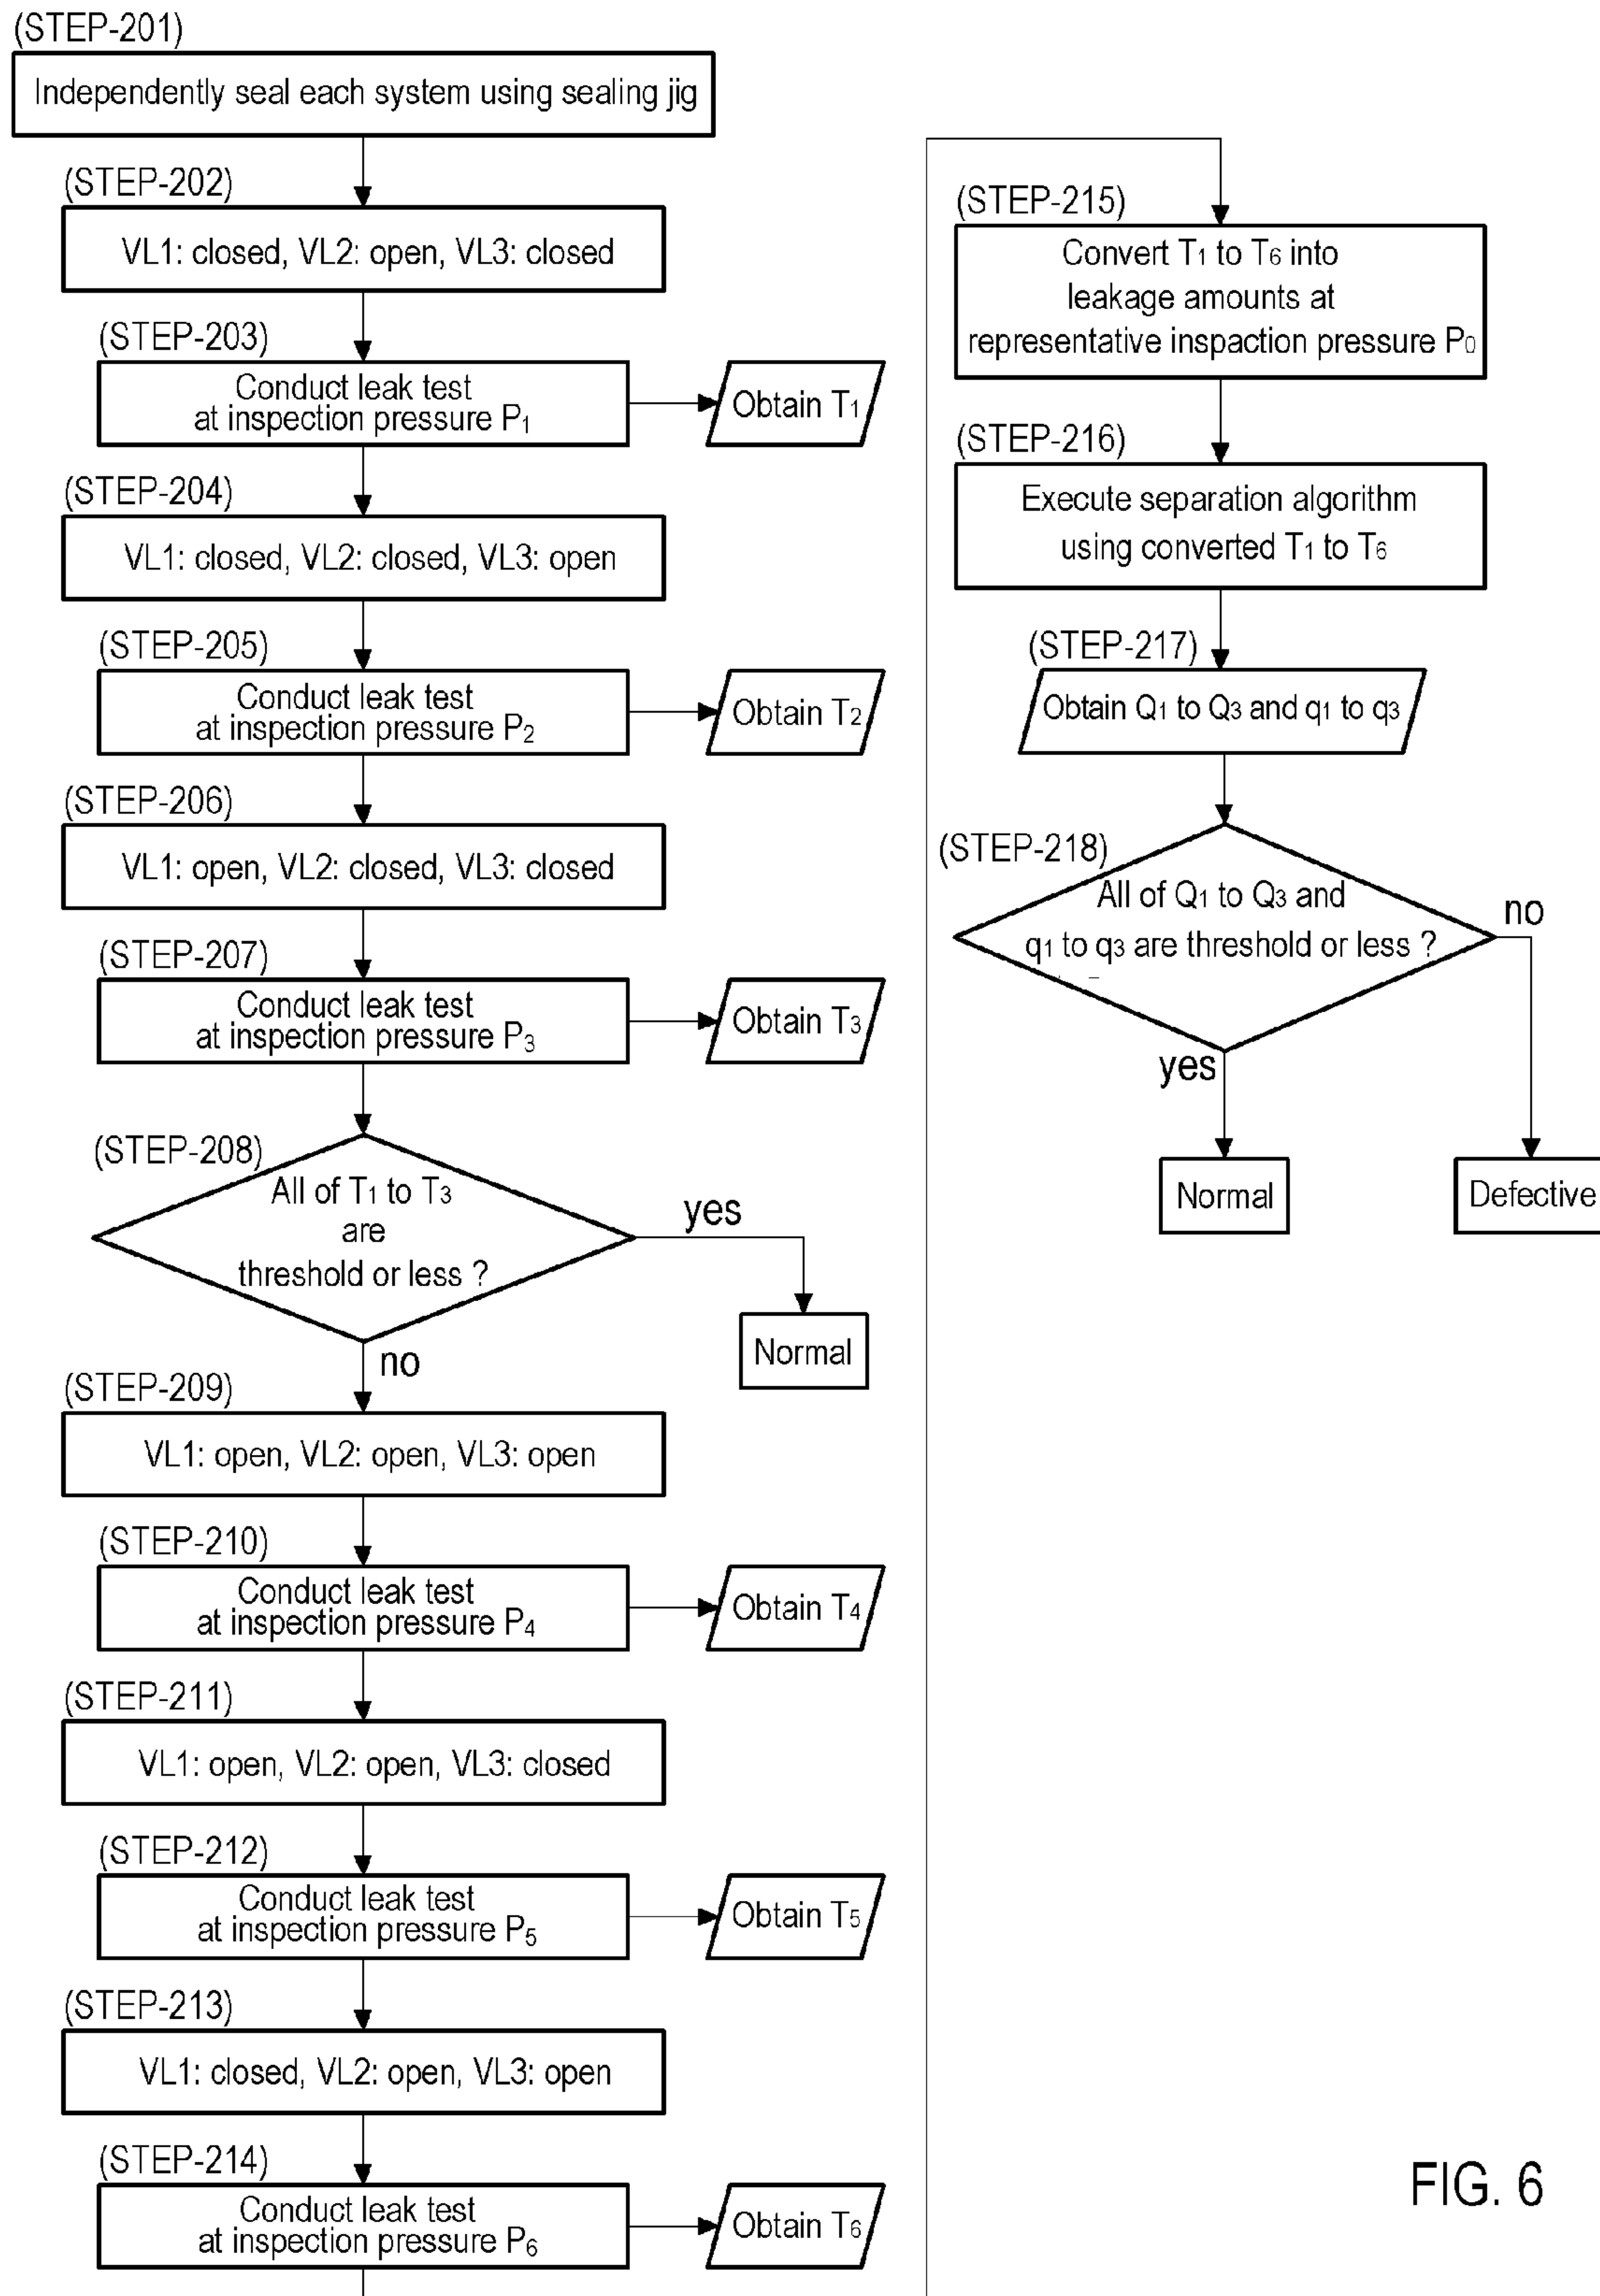 (STEP-201)
Independently seal each system using sealing jig
(STEP-202)
VL1: closed, VL2: open, VL3: closed
(STEP-203)
Conduct leak test
at inspection pressure P1
Obtain T1
(STEP-204)
VL1: closed, VL2: closed, VL3: open
(STEP-205)
Conduct leak test
at inspection pressure P2
Obtain T2
(STEP-206)
VL1: open, VL2: closed, VL3: closed
(STEP-207)
Conduct leak test
at inspection pressure P3
Obtain T3
(STEP-208)
All of T1 to T3
are
threshold or less ?
yes
Normal
no
(STEP-209)
VL1: open, VL2: open, VL3: open
(STEP-210)
Conduct leak test
at inspection pressure P4
Obtain T4
(STEP-211)
VL1: open, VL2: open, VL3: closed
(STEP-212)
Conduct leak test
at inspection pressure P5
Obtain T5
(STEP-213)
VL1: closed, VL2: open, VL3: open
(STEP-214)
Conduct leak test
at inspection pressure P6
Obtain T6
(STEP-215)
Convert T1 to T6 into
leakage amounts at
representative inspaction pressure P0
(STEP-216)
Execute separation algorithm
using converted T1 to T6
(STEP-217)
Obtain Q1 to Q3 and q1 to q3
(STEP-218)
All of Q1 to Q3 and
q1 to q3 are threshold or less ?
no
yes
Normal
Defective
FIG. 6